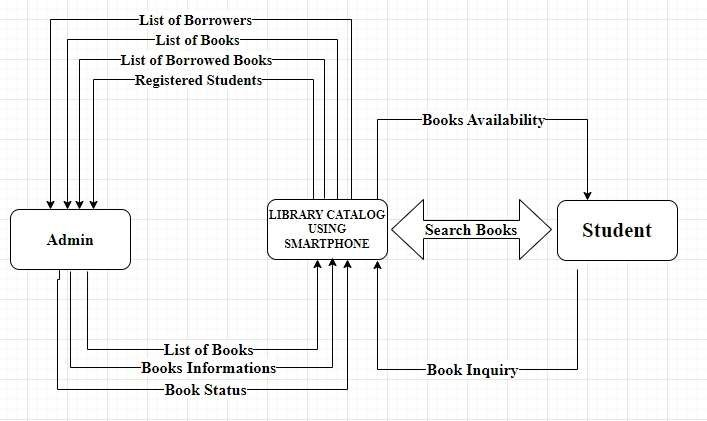 List of Borrowers
List of Books
List of Borrowed Books
Registered Students
Books Availability
LIBRARY CATALOG
USING
SMARTPHONE
Admin
Search Books
Student
List of Books
Books Informations
Book Status
Book Inquiry